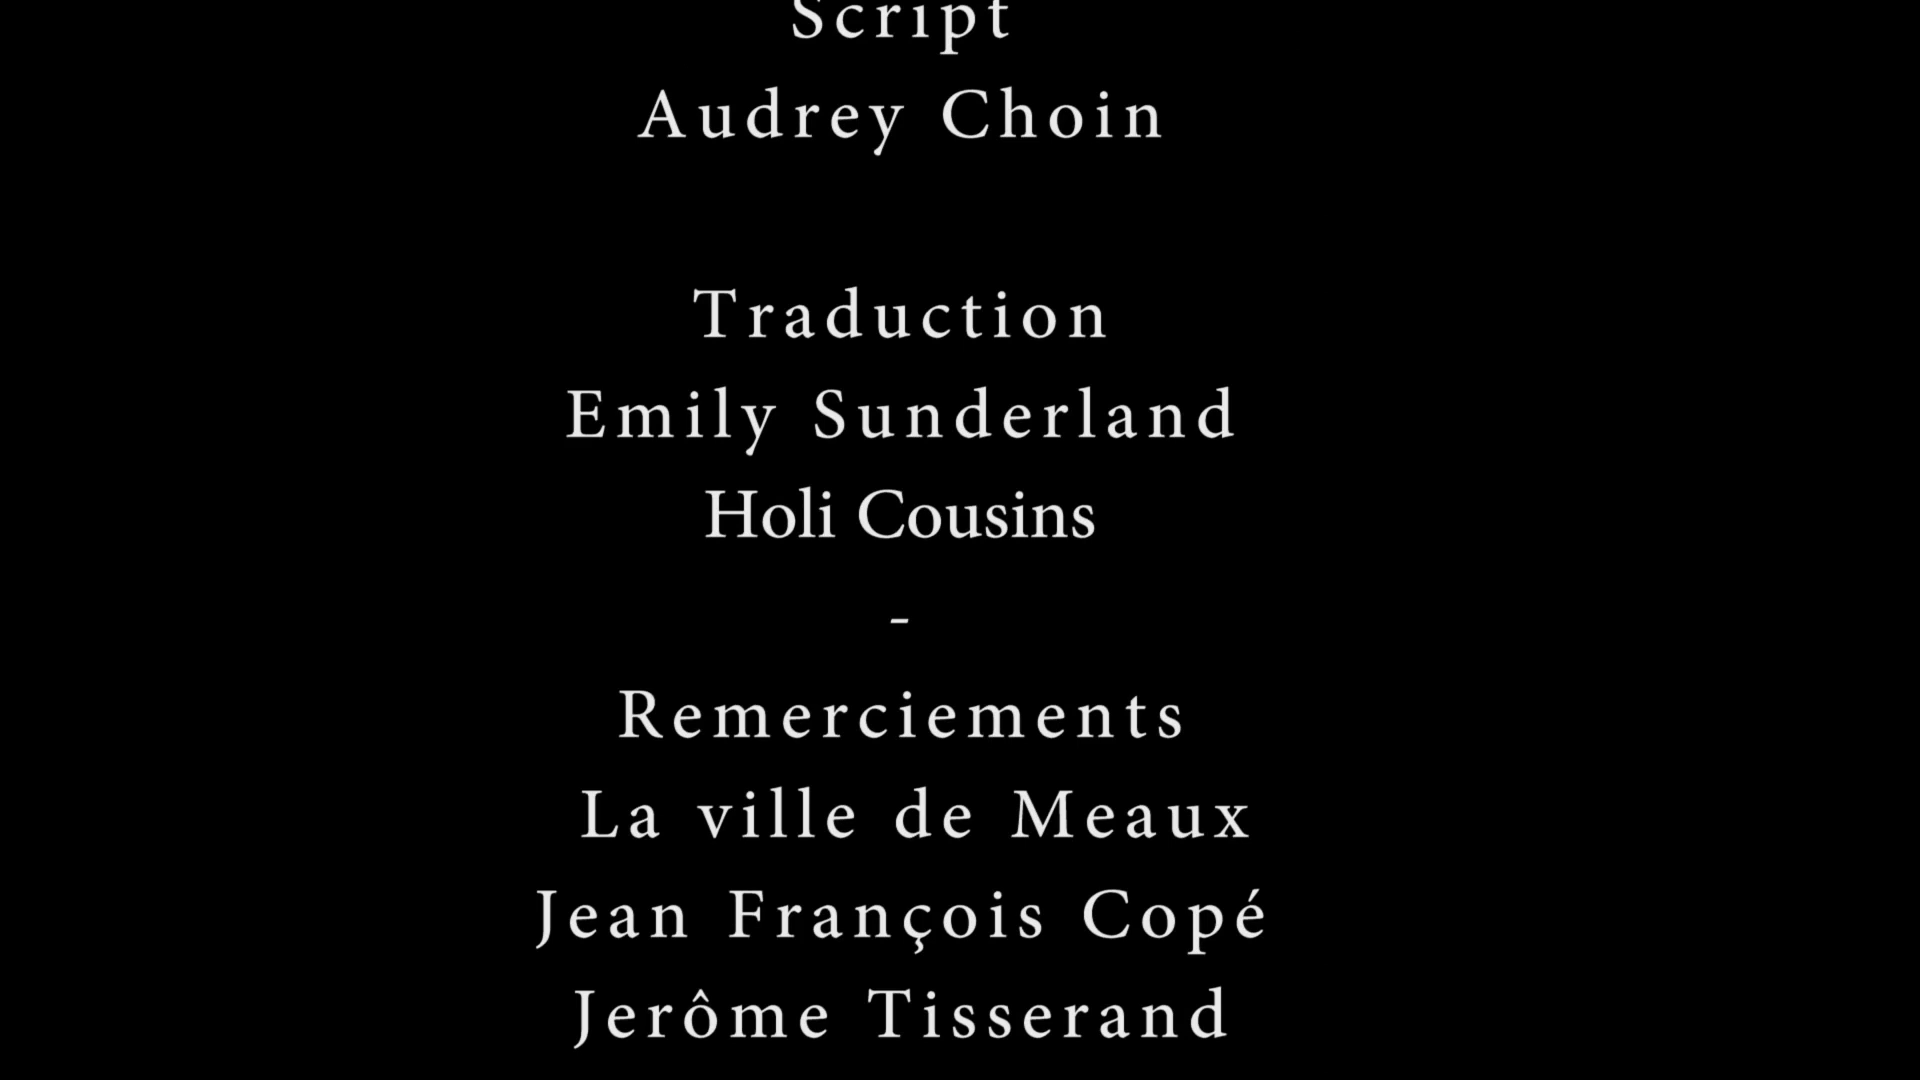 Script
Audrey Choin
Traduction
Emily Sunderland
Holi Cousins
-
Remerciements
La ville de Meaux
Jean François Copé
Jerôme Tisserand